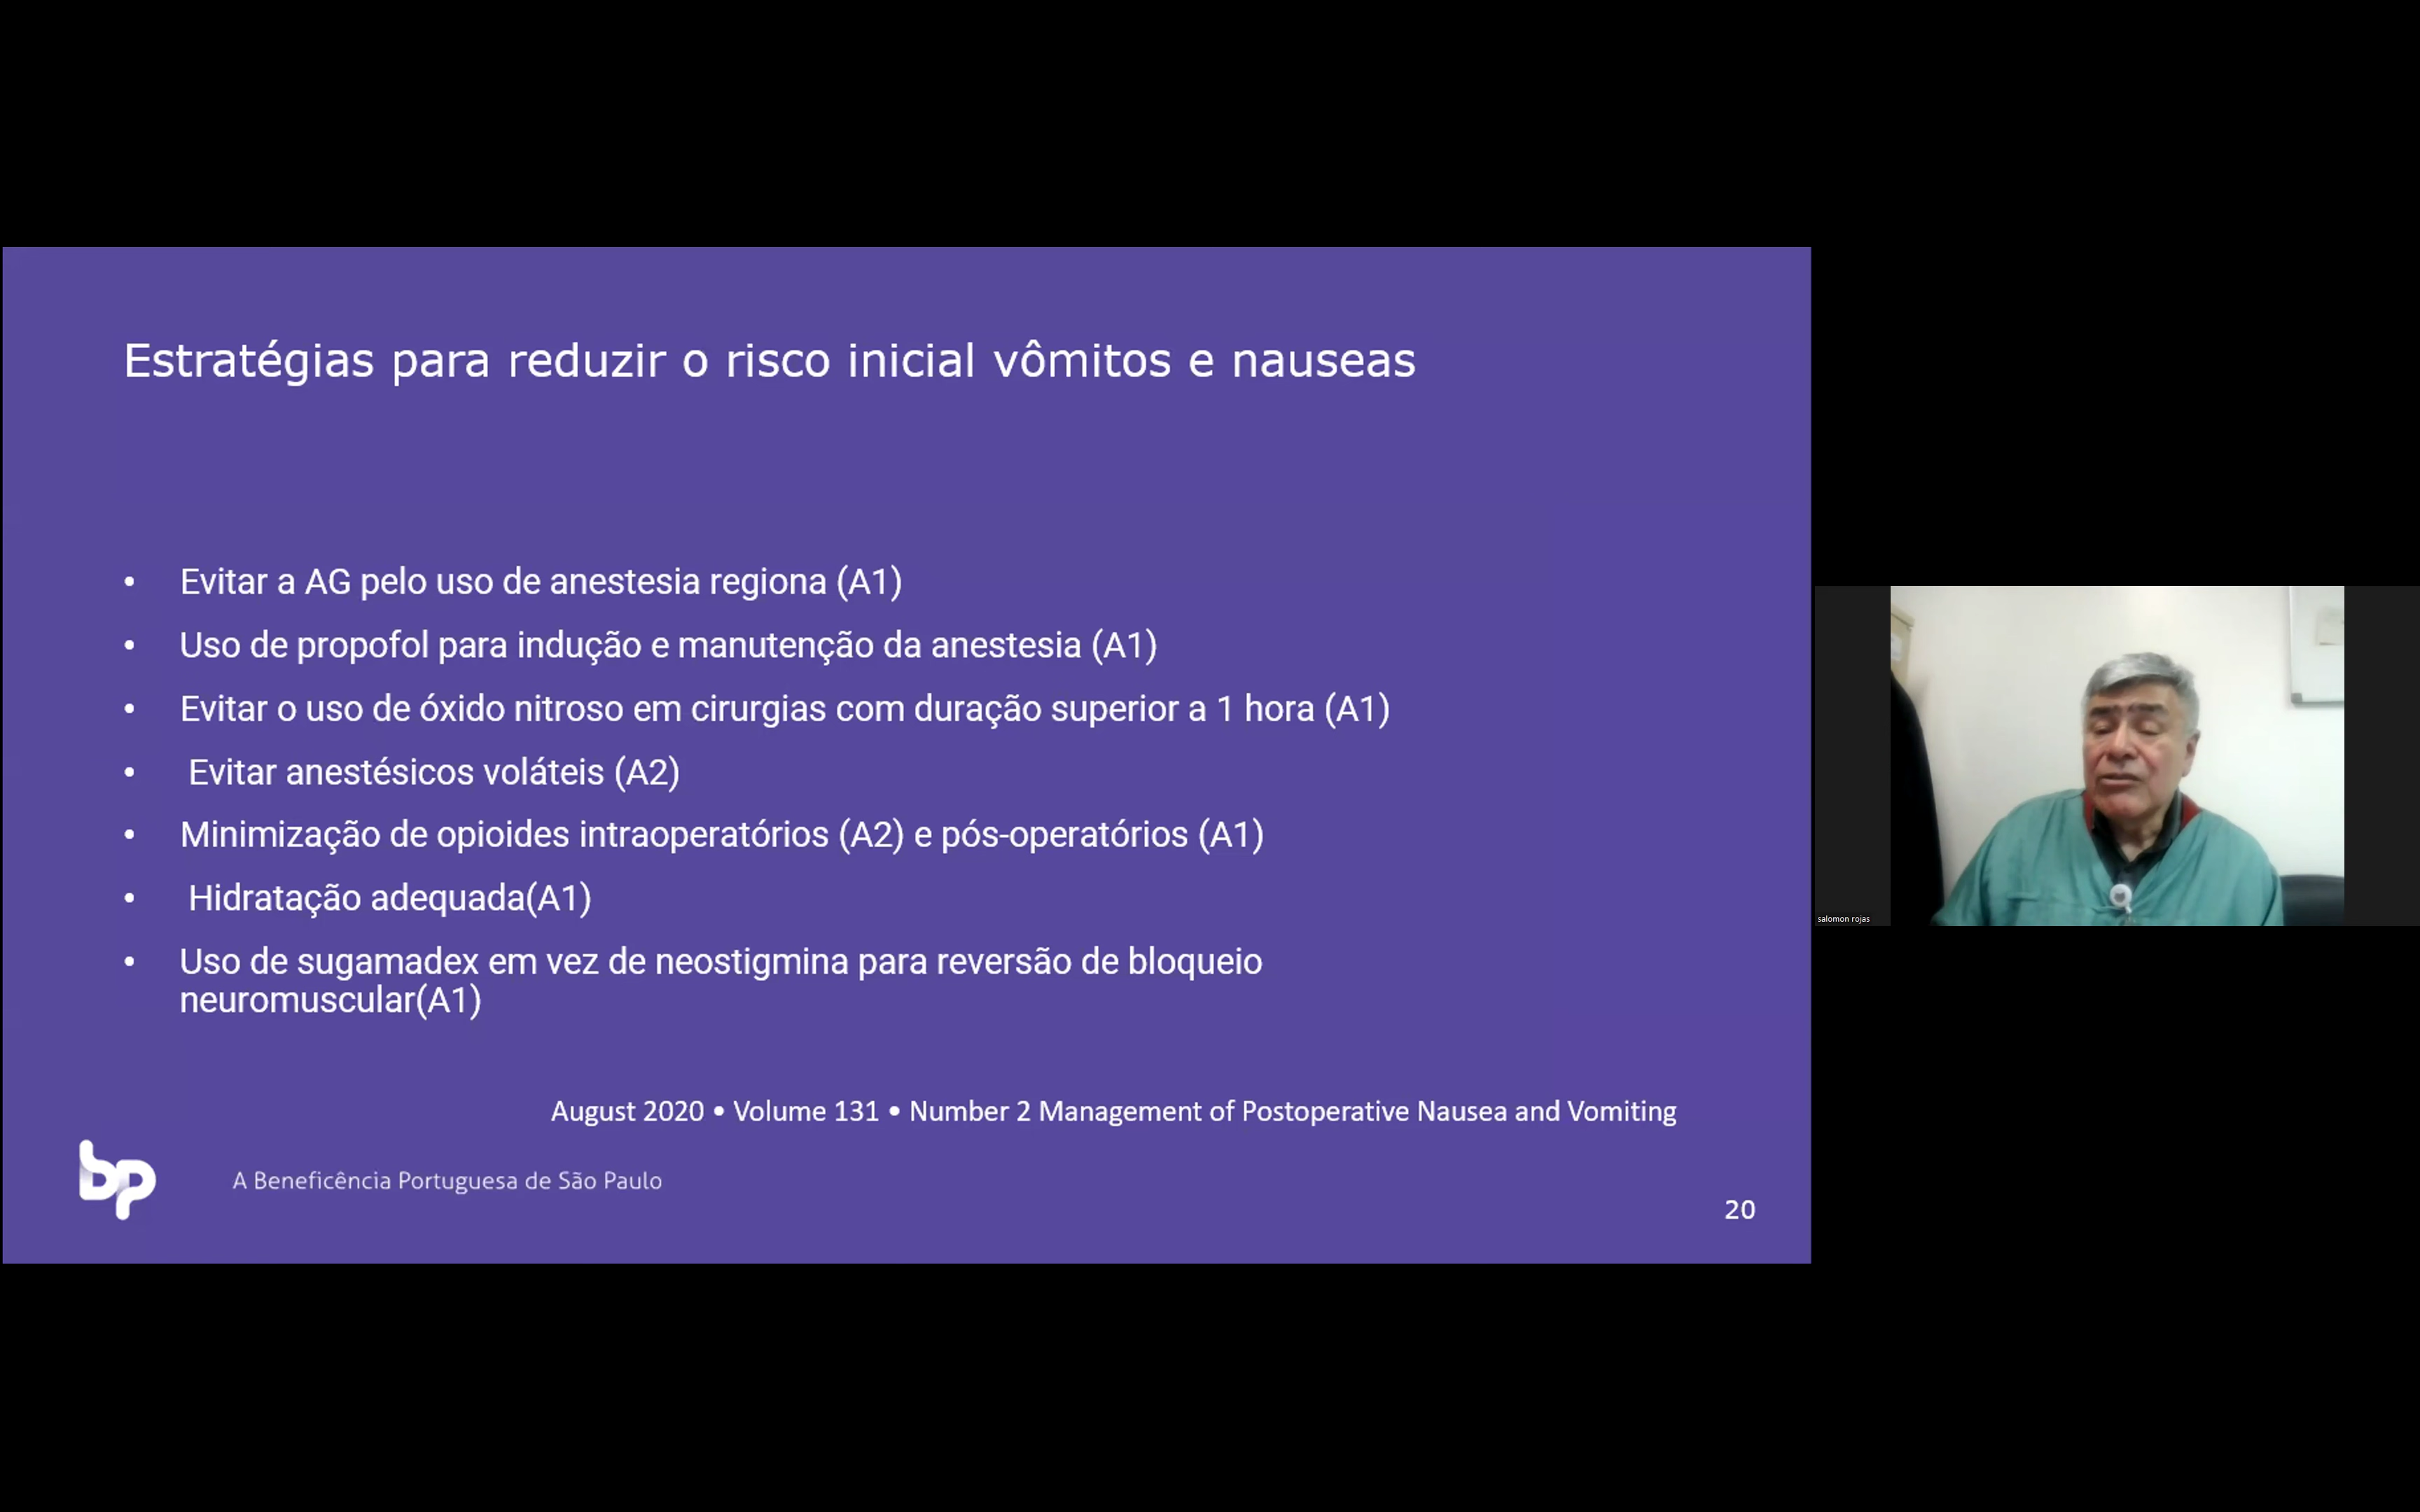 Estratégias para reduzir o risco inicial vômitos e nauseas
• Evitar a AG pelo uso de anestesia regiona (A1)
• Uso de propofol para indução e manutenção da anestesia (A1)
• Evitar o uso de óxido nitroso em cirurgias com duração superior a 1 hora (A1)
• Evitar anestésicos voláteis (A2)
• Minimização de opioides intraoperatórios (A2) e pós-operatórios (A1)
• Hidratação adequada(A1)
• Uso de sugamadex em vez de neostigmina para reversão de bloqueio
neuromuscular(A1)
August 2020 • Volume 131 • Number 2 Management of Postoperative Nausea and Vomiting
bp
A Beneficência Portuguesa de São Paulo
20
salomon rojas